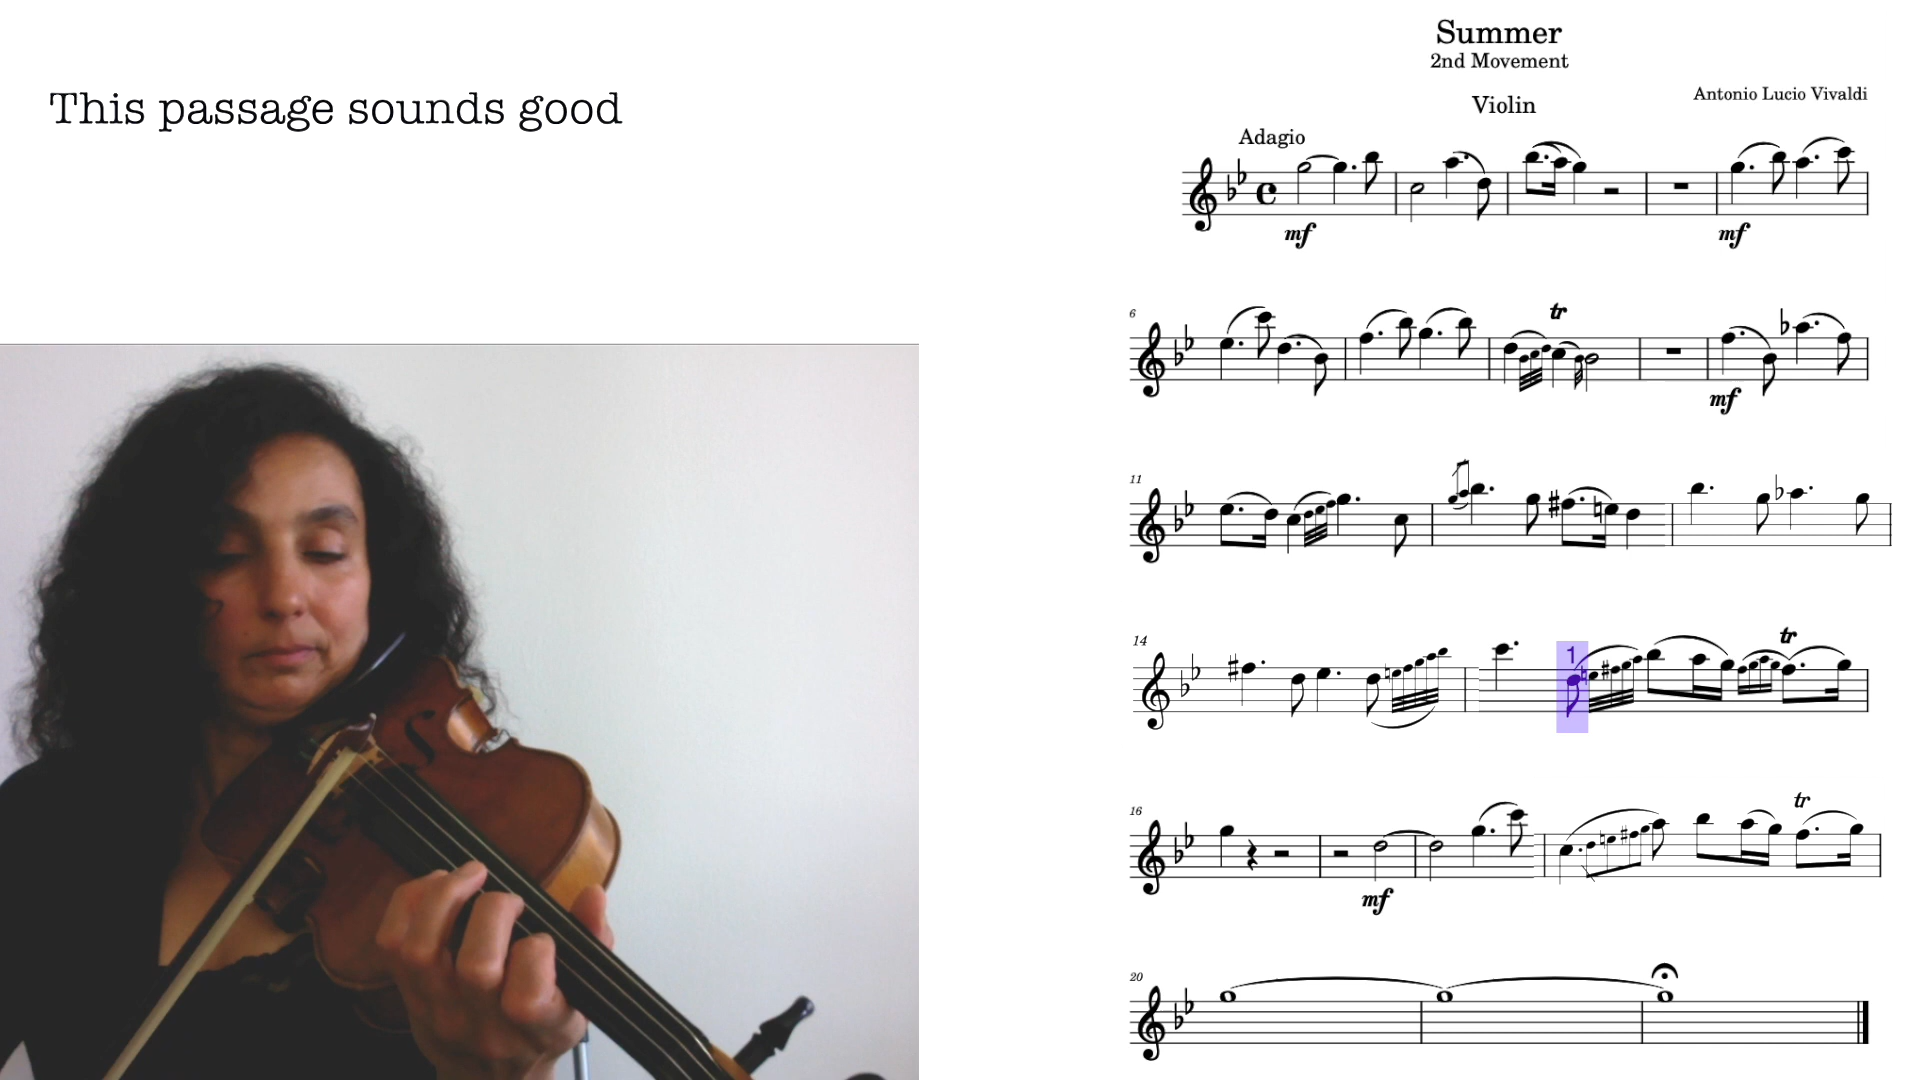 Summer
2nd Movement
This passage sounds good
Antonio Lucio Vivaldi
Violin
Adagio
mf
mf
6
tr
mf
11
14
tr
1
16
tr
mf
20